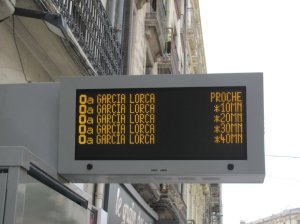 0a GARCIA LORCA PROCHE
0a GARCIA LORCA *10MN
0a GARCIA LORCA *20MN
0a GARCIA LORCA *30MN
0a GARCIA LORCA *40MN